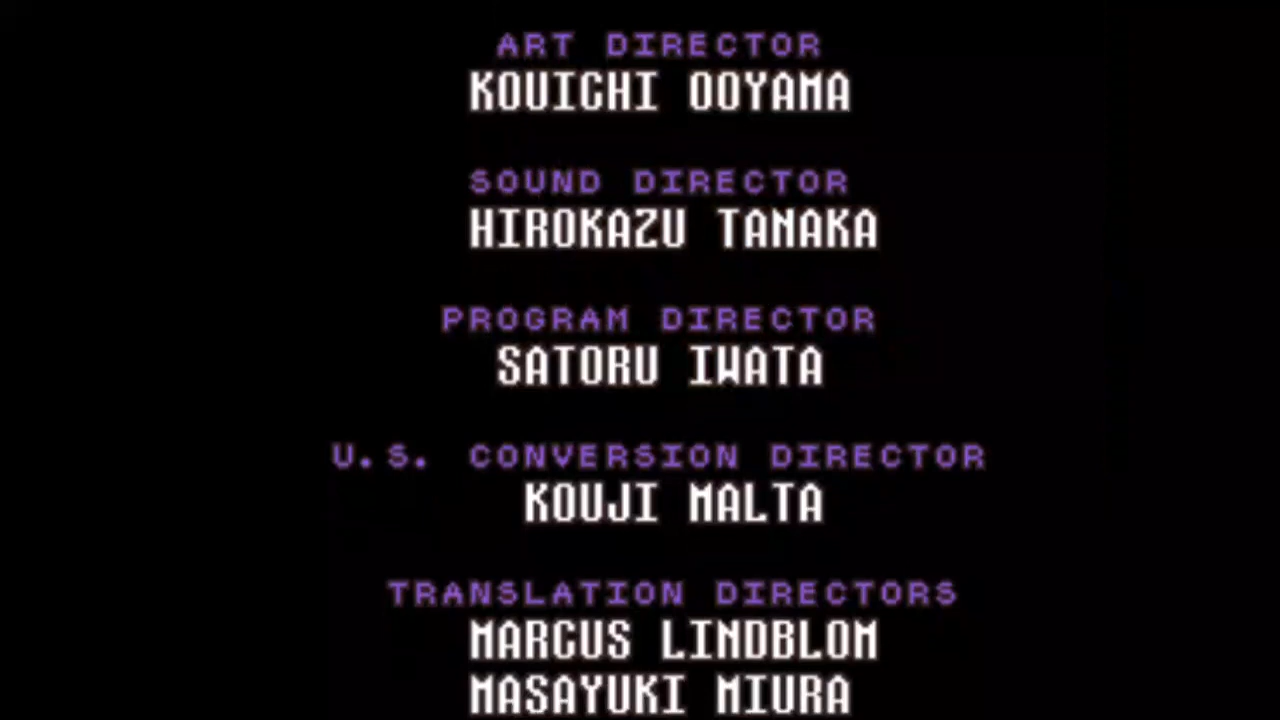 ART DIRECTOR
KOUICHI OOYAMA
SOUND DIRECTOR
HIROKAZU TANAKA
PROGRAM DIRECTOR
SATORU IWATA
U.S. CONVERSION DIRECTOR
KOUJI MALTA
TRANSLATION DIRECTORS
MARCUS LINDBLOM
MASAYUKI MIURA